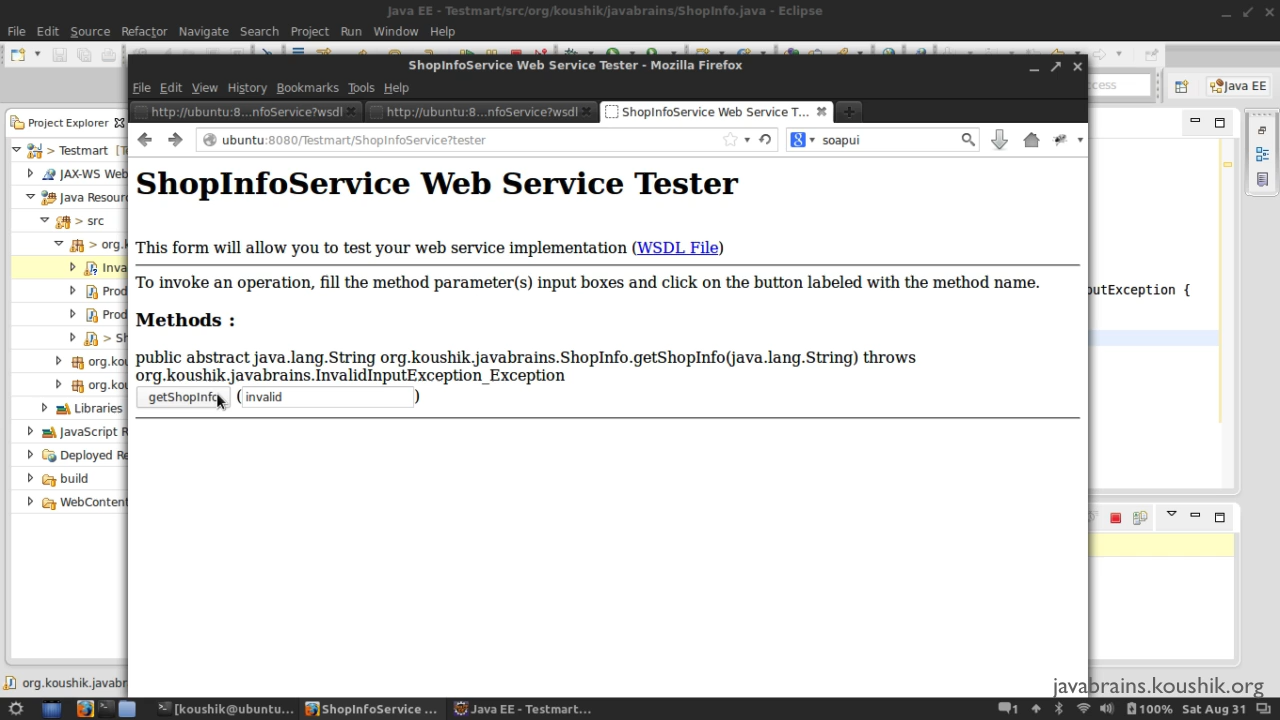 Java EE - Testmart/src/org/koushik/javabrains/ShopInfo.java - Eclipse
File Edit Source Refactor Navigate Search Project Run Window Help
ShopInfoService Web Service Tester - Mozilla Firefox
File Edit View History Bookmarks Tools Help
http://ubuntu:8...nfoService?wsdl http://ubuntu:8...nfoService?wsdl ShopInfoService Web Service T...
ubuntu:8080/Testmart/ShopInfoService?tester soapui
Java EE
Project Explorer
> Testmart
JAX-WS Web
Java Resour
> src
> org.k
Inva
Prod
Prod
> Sh
org.kou
org.kou
Libraries
JavaScript R
Deployed Re
build
WebContent
ShopInfoService Web Service Tester
This form will allow you to test your web service implementation (WSDL File)
To invoke an operation, fill the method parameter(s) input boxes and click on the button labeled with the method name.
Methods :
public abstract java.lang.String org.koushik.javabrains.ShopInfo.getShopInfo(java.lang.String) throws
org.koushik.javabrains.InvalidInputException_Exception
getShopInfo (invalid)
putException {
org.koushik.javabr
javabrains.koushik.org
[koushik@ubuntu... ShopInfoService ... Java EE - Testmart... 1 100% Sat Aug 31